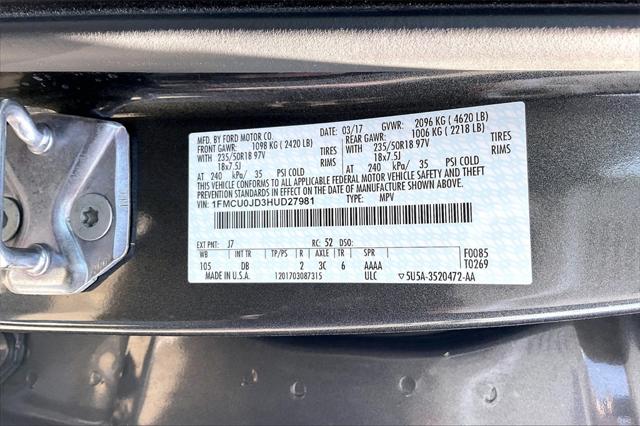 MFD. BY FORD MOTOR CO.
DATE: 03/17 GVWR: 2096 KG ( 4620 LB)
FRONT GAWR: 1098 KG ( 2420 LB) REAR GAWR: 1006 KG ( 2218 LB)
WITH 235/50R18 97V TIRES WITH 235/50R18 97V TIRES
18x7.5J RIMS 18x7.5J RIMS
AT 240 kPa/ 35 PSI COLD AT 240 kPa/ 35 PSI COLD
THIS VEHICLE CONFORMS TO ALL APPLICABLE FEDERAL MOTOR VEHICLE SAFETY AND THEFT
PREVENTION STANDARDS IN EFFECT ON THE DATE OF MANUFACTURE SHOWN ABOVE.
VIN: 1FMCU0JD3HUD27981 TYPE: MPV
EXT PNT: J7 RC: 52 DSO:
WB INT TR TP/PS R AXLE TR SPR F0085
105 DB 2 3C 6 AAAA T0269
MADE IN U.S.A. 1201703087315 ULC 5U5A-3520472-AA